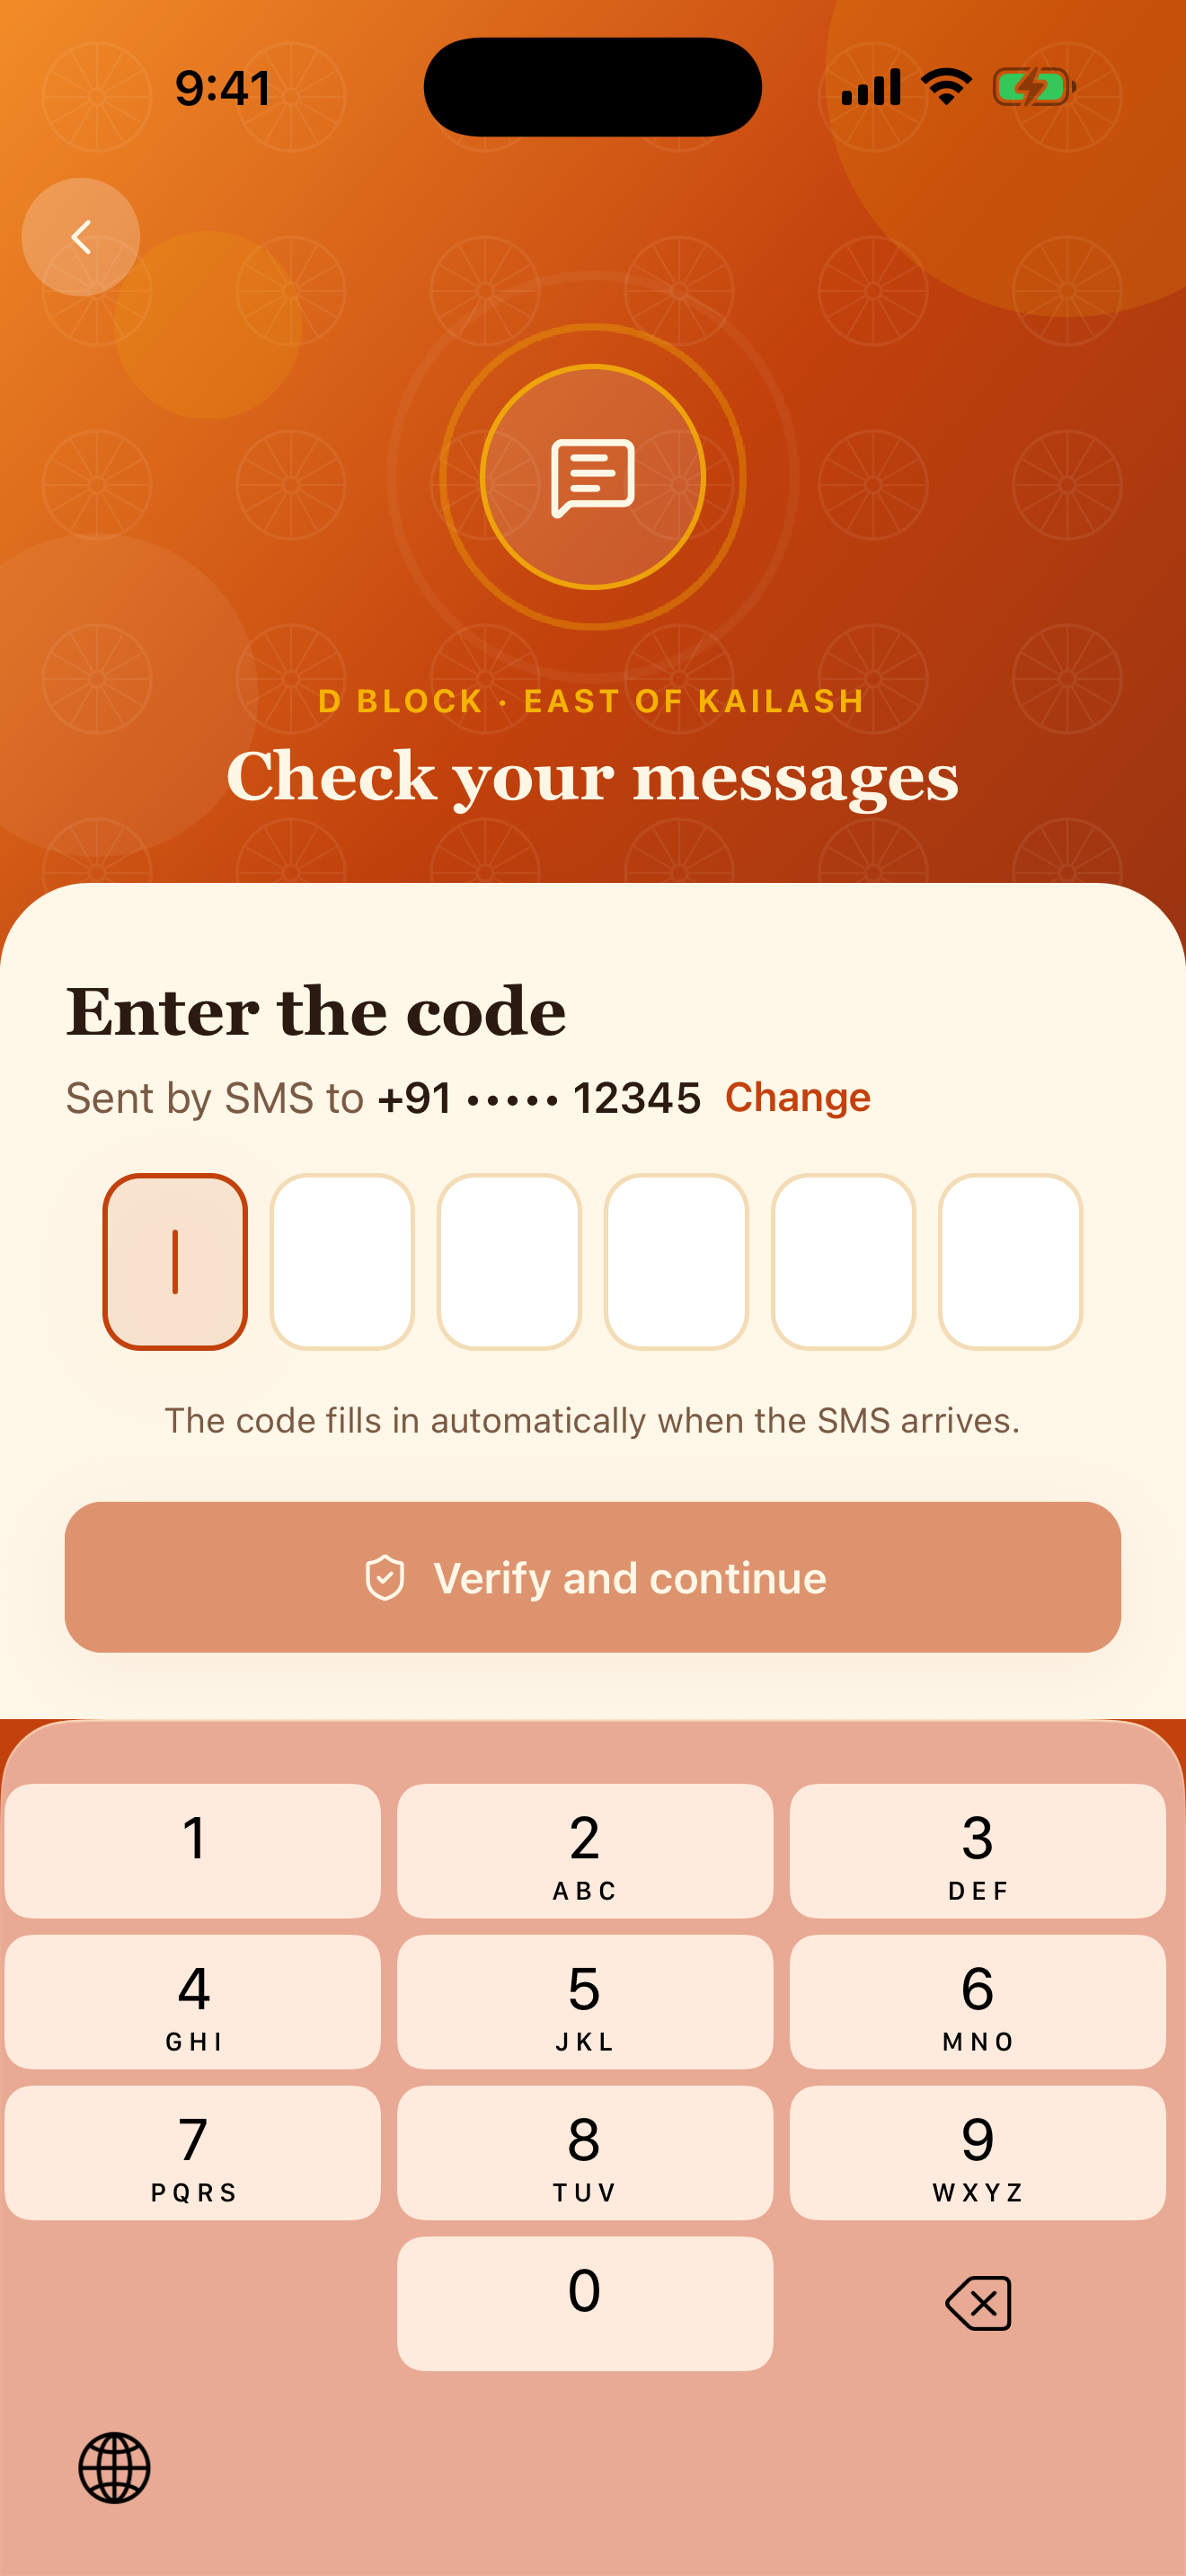 9:41
D BLOCK · EAST OF KAILASH
Check your messages
Enter the code
Sent by SMS to +91 ••••• 12345 Change
The code fills in automatically when the SMS arrives.
Verify and continue
1 2 3
ABC DEF
4 5 6
GHI JKL MNO
7 8 9
PQRS TUV WXYZ
0